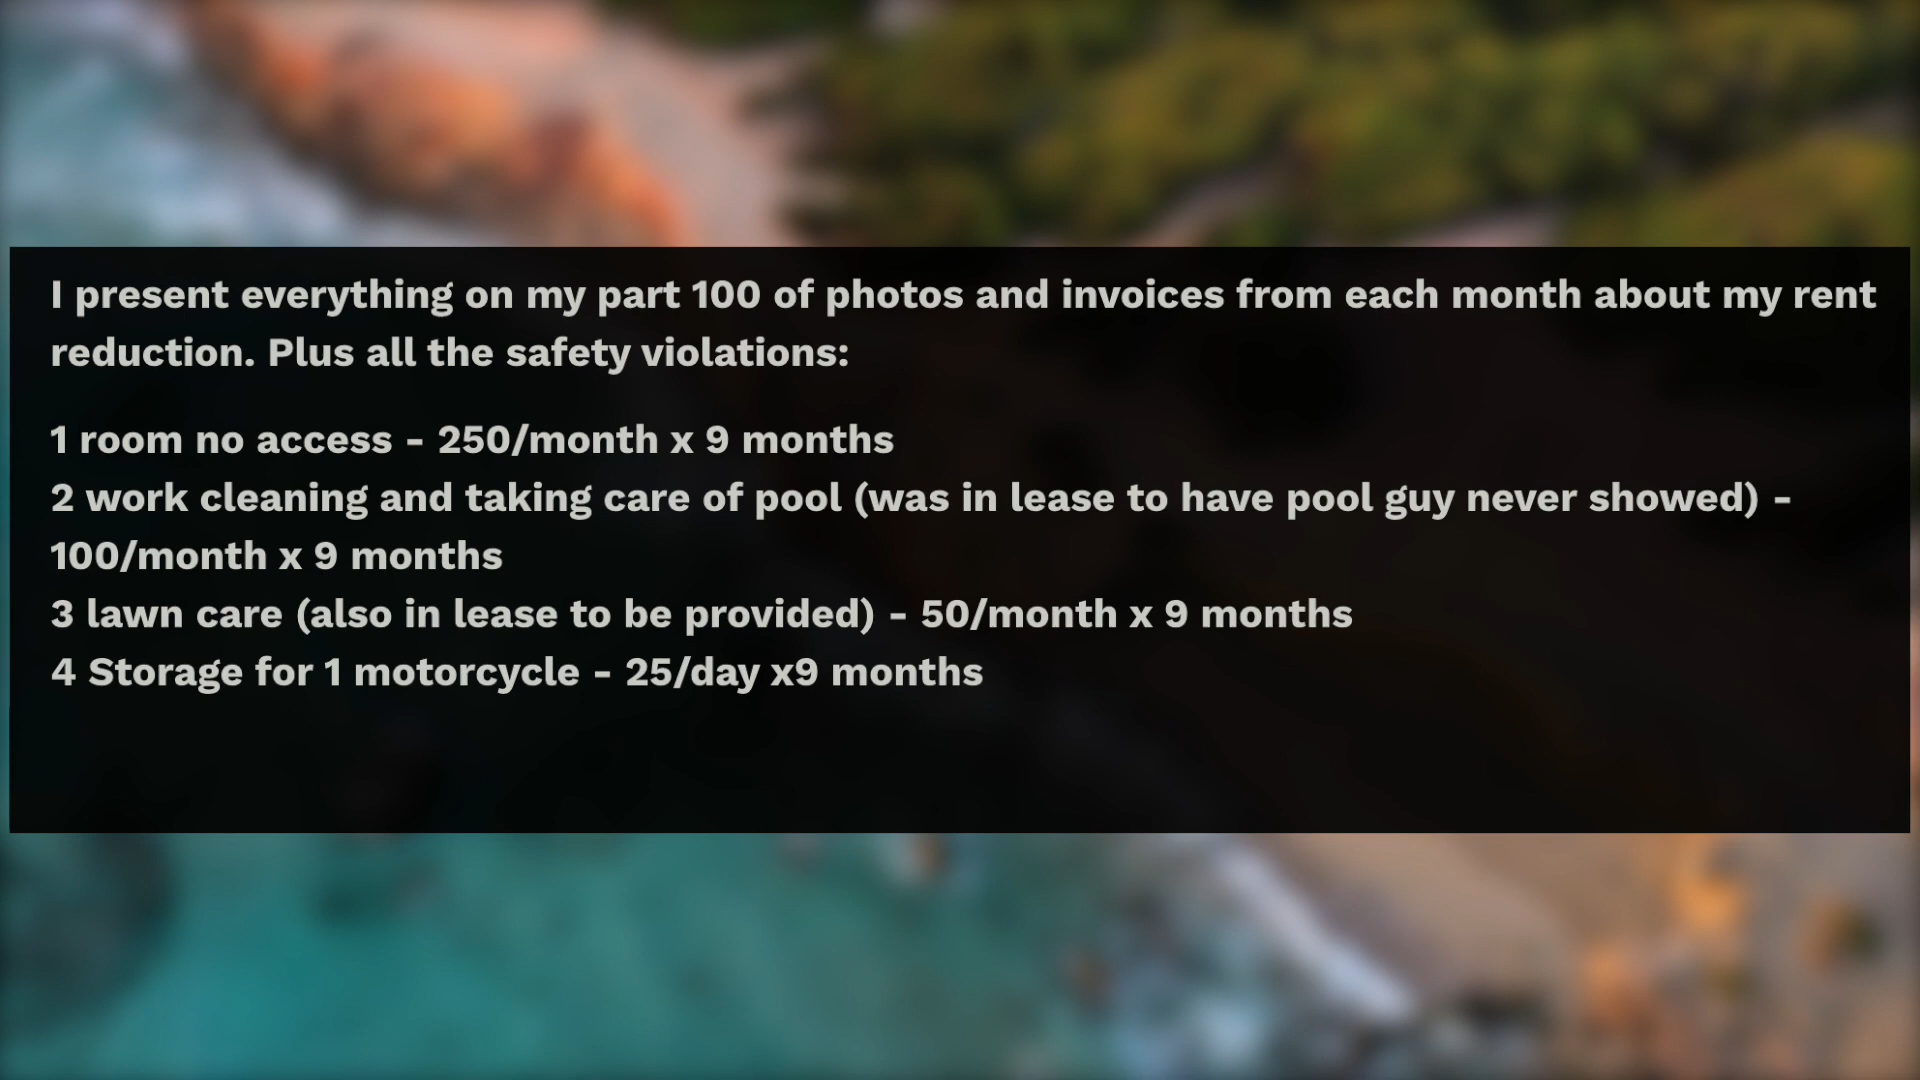 I present everything on my part 100 of photos and invoices from each month about my rent
reduction. Plus all the safety violations:
1 room no access - 250/month x 9 months
2 work cleaning and taking care of pool (was in lease to have pool guy never showed) -
100/month x 9 months
3 lawn care (also in lease to be provided) - 50/month x 9 months
4 Storage for 1 motorcycle - 25/day x9 months